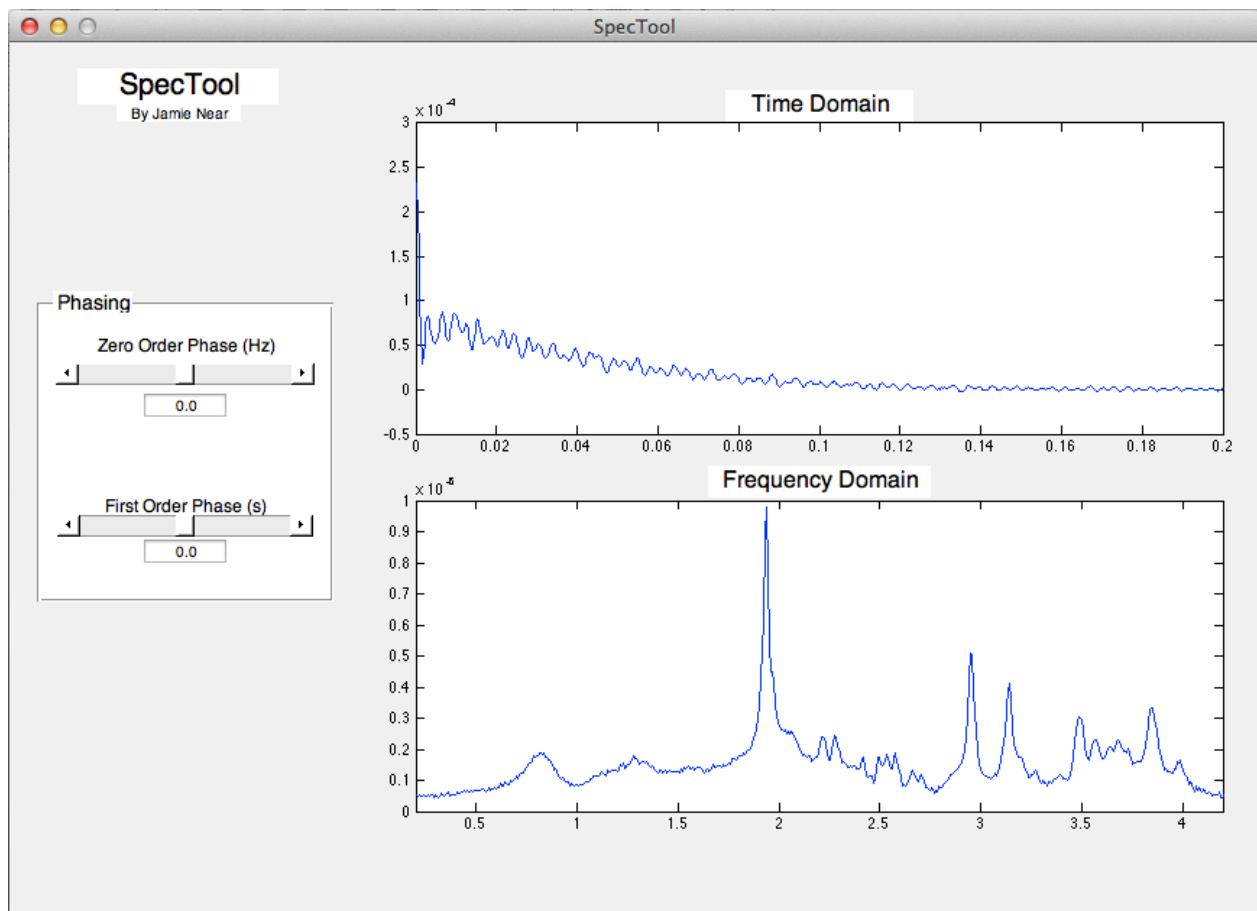 SpecTool
SpecTool
By Jamie Near
Phasing
Zero Order Phase (Hz)
0.0
First Order Phase (s)
0.0
Time Domain
× 10⁻⁴
3
2.5
2
1.5
1
0.5
0
-0.5
0 0.02 0.04 0.06 0.08 0.1 0.12 0.14 0.16 0.18 0.2
Frequency Domain
1
0.9
0.8
0.7
0.6
0.5
0.4
0.3
0.2
0.1
0
0.5 1 1.5 2 2.5 3 3.5 4